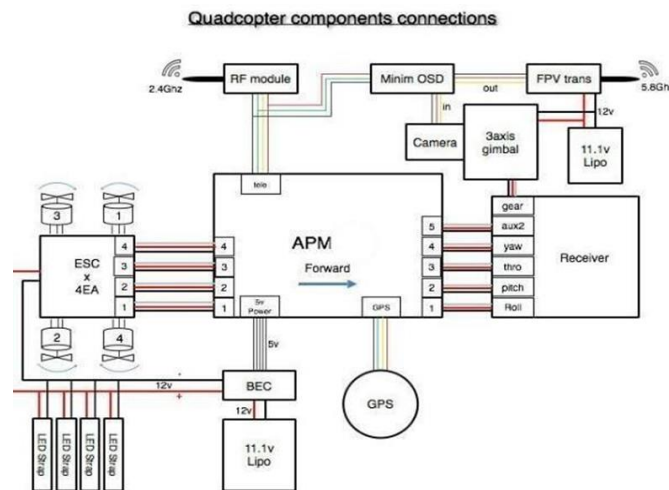 Quadcopter components connections
2.4Ghz
RF module
Minim OSD
FPV trans
5.8Gh
out
in
12v
Camera
3axis
gimbal
11.1v
Lipo
tele
gear
3
1
5
aux2
ESC
x
4EA
4
4
APM
4
yaw
Receiver
3
3
Forward
3
thro
2
2
2
pitch
1
5v
Power
1
GPS
1
Roll
2
4
5v
-
12v
+
BEC
GPS
12v
LED Strap
LED Strap
LED Strap
LED Strap
11.1v
Lipo